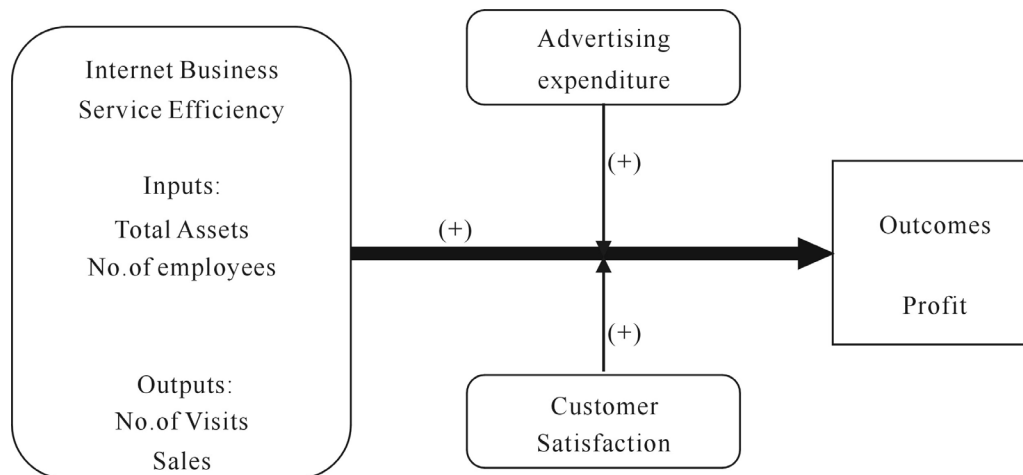 Internet Business
Service Efficiency
Inputs:
Total Assets
No.of employees
Outputs:
No.of Visits
Sales
(+)
Advertising
expenditure
(+)
(+)
Customer
Satisfaction
Outcomes
Profit